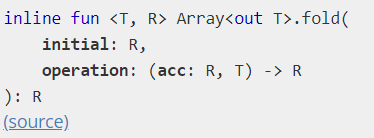 inline fun <T, R> Array<out T>.fold(
    initial: R,
    operation: (acc: R, T) -> R
): R
(source)